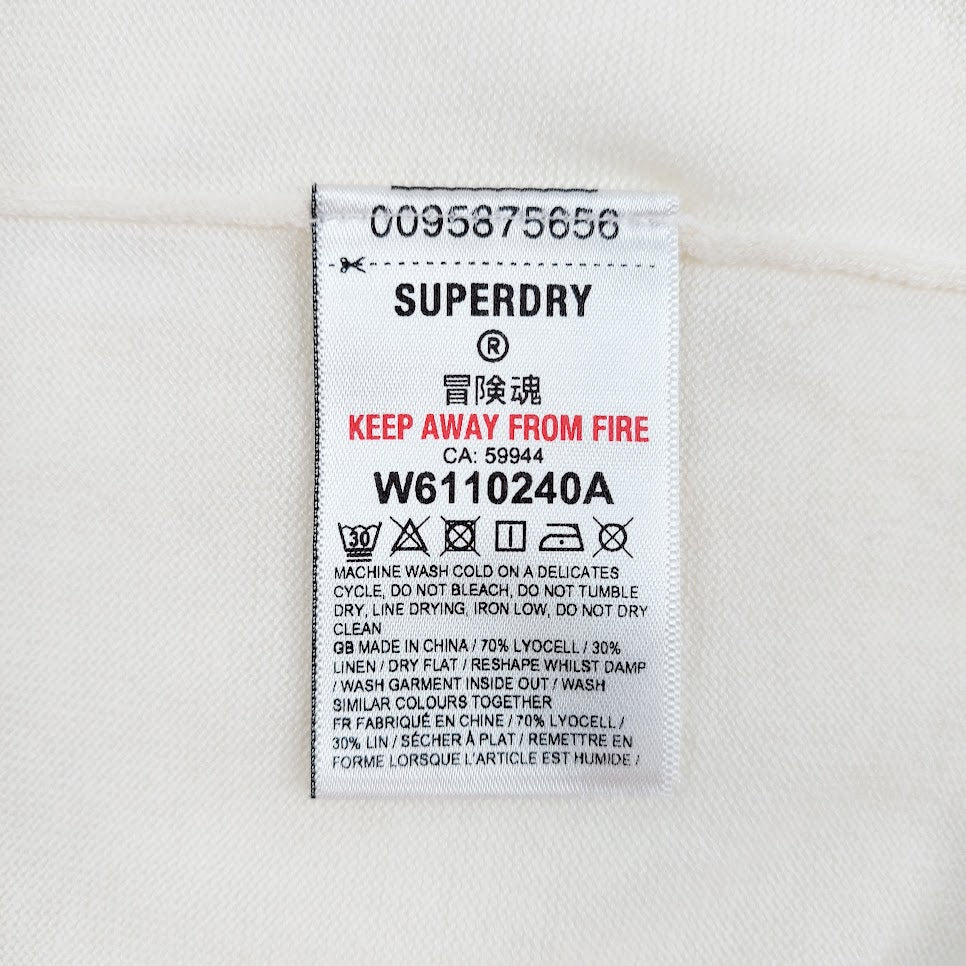 0095875656
SUPERDRY
®
冒険魂
KEEP AWAY FROM FIRE
CA: 59944
W6110240A
30
MACHINE WASH COLD ON A DELICATES
CYCLE, DO NOT BLEACH, DO NOT TUMBLE
DRY, LINE DRYING, IRON LOW, DO NOT DRY
CLEAN
GB MADE IN CHINA / 70% LYOCELL / 30%
LINEN / DRY FLAT / RESHAPE WHILST DAMP
/ WASH GARMENT INSIDE OUT / WASH
SIMILAR COLOURS TOGETHER
FR FABRIQUÉ EN CHINE / 70% LYOCELL /
30% LIN / SÉCHER À PLAT / REMETTRE EN
FORME LORSQUE L'ARTICLE EST HUMIDE /